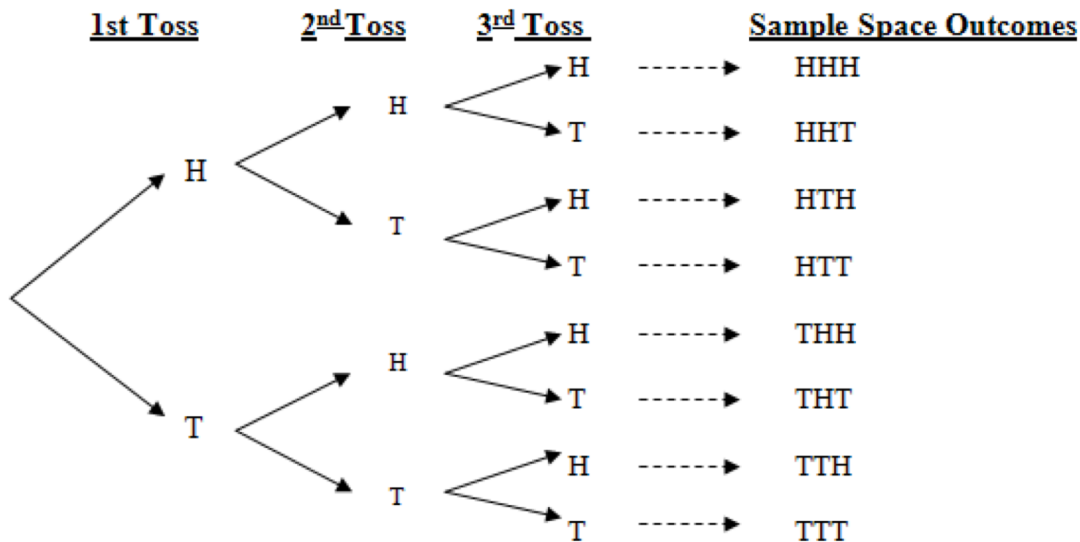 1st Toss 2nd Toss 3rd Toss Sample Space Outcomes
H HHH
H
T HHT
H
H HTH
T
T HTT
H THH
H
T THT
T
H TTH
T
T TTT